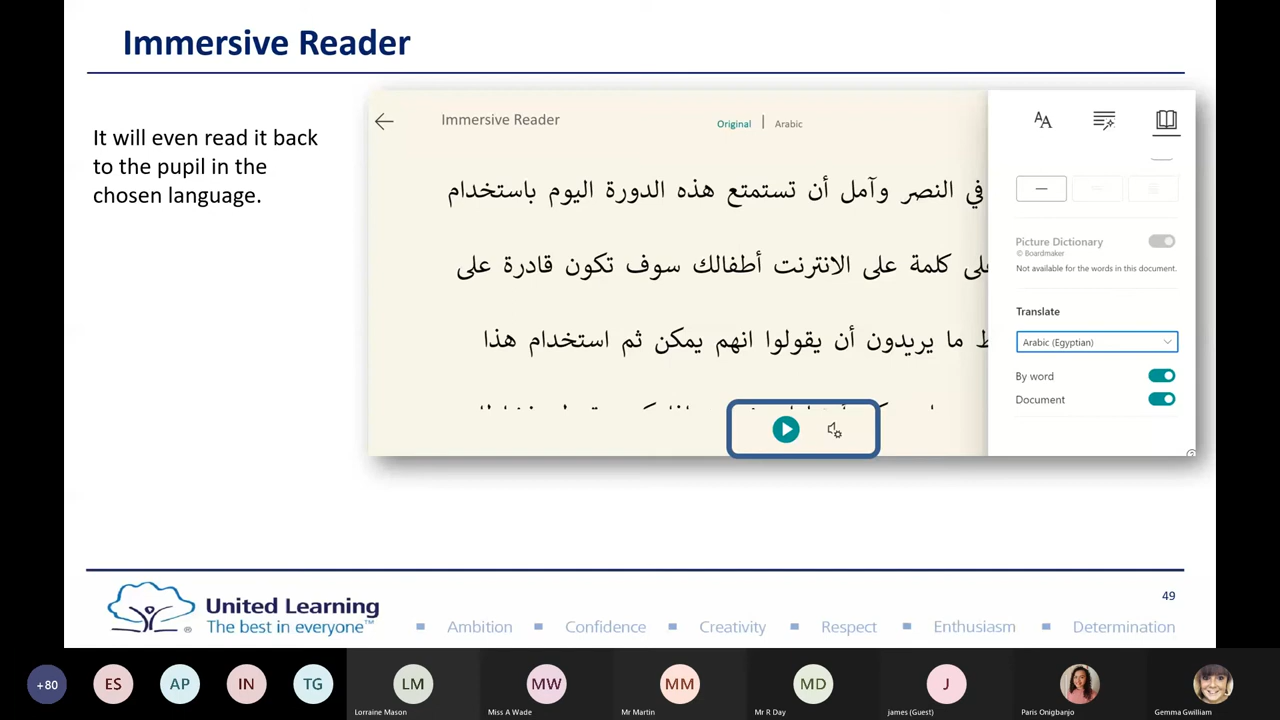 Immersive Reader
It will even read it back
to the pupil in the
chosen language.
Immersive Reader
Original | Arabic
في النصر وآمل أن تستمتع هذه الدورة اليوم باستخدام
كلمة على الانترنت أطفالك سوف تكون قادرة على
ما يريدون أن يقولوا انهم يمكن ثم استخدام هذا
Picture Dictionary
© Boardmaker
Not available for the words in this document.
Translate
Arabic (Egyptian)
By word
Document
49
United Learning
The best in everyone™
Ambition
Confidence
Creativity
Respect
Enthusiasm
Determination
+80
ES
AP
IN
TG
LM
MW
MM
MD
J
Lorraine Mason
Miss A Wade
Mr Martin
Mr R Day
james (Guest)
Paris Onigbanjo
Gemma Gwilliam